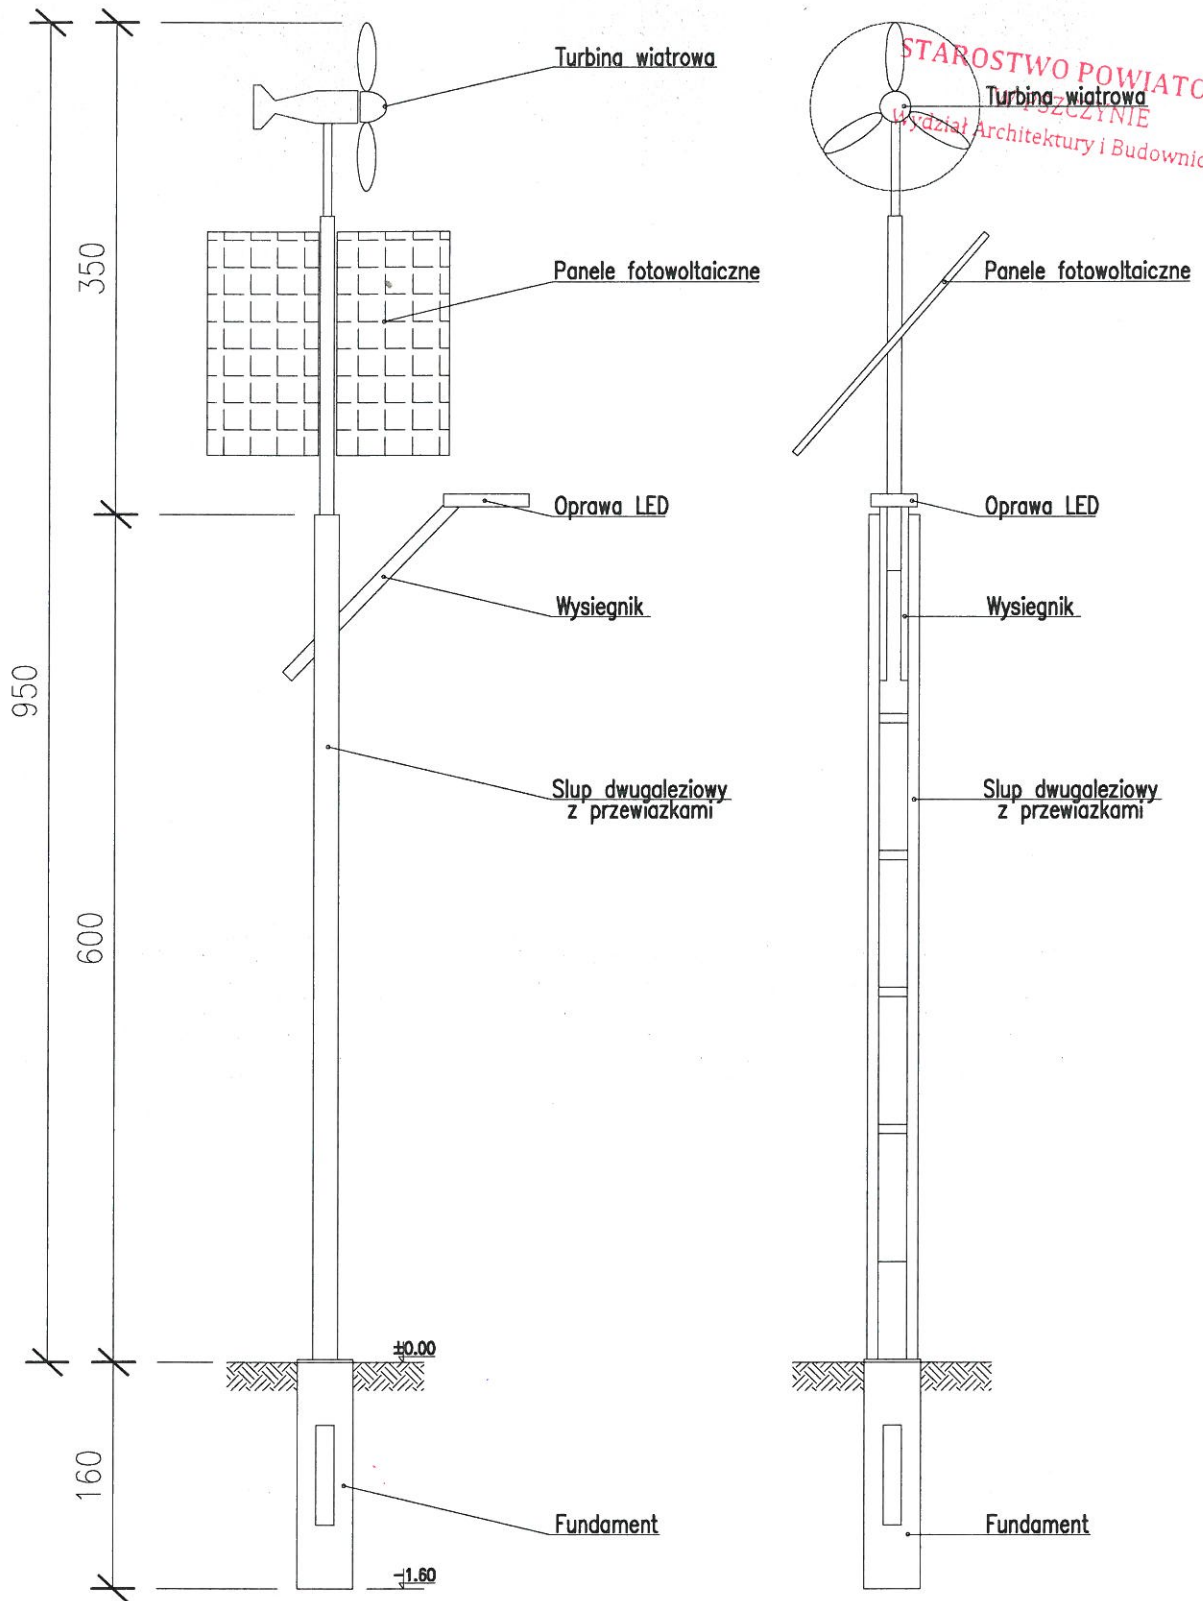 STAROSTWO POWIATO
W PSZCZYNIE
Wydział Architektury i Budownic
Turbina wiatrowa
Turbina wiatrowa
350
Panele fotowoltaiczne
Panele fotowoltaiczne
Oprawa LED
Oprawa LED
Wysiegnik
Wysiegnik
950
Slup dwugaleziowy
z przewiazkami
Slup dwugaleziowy
z przewiazkami
600
±0.00
160
Fundament
Fundament
-1.60